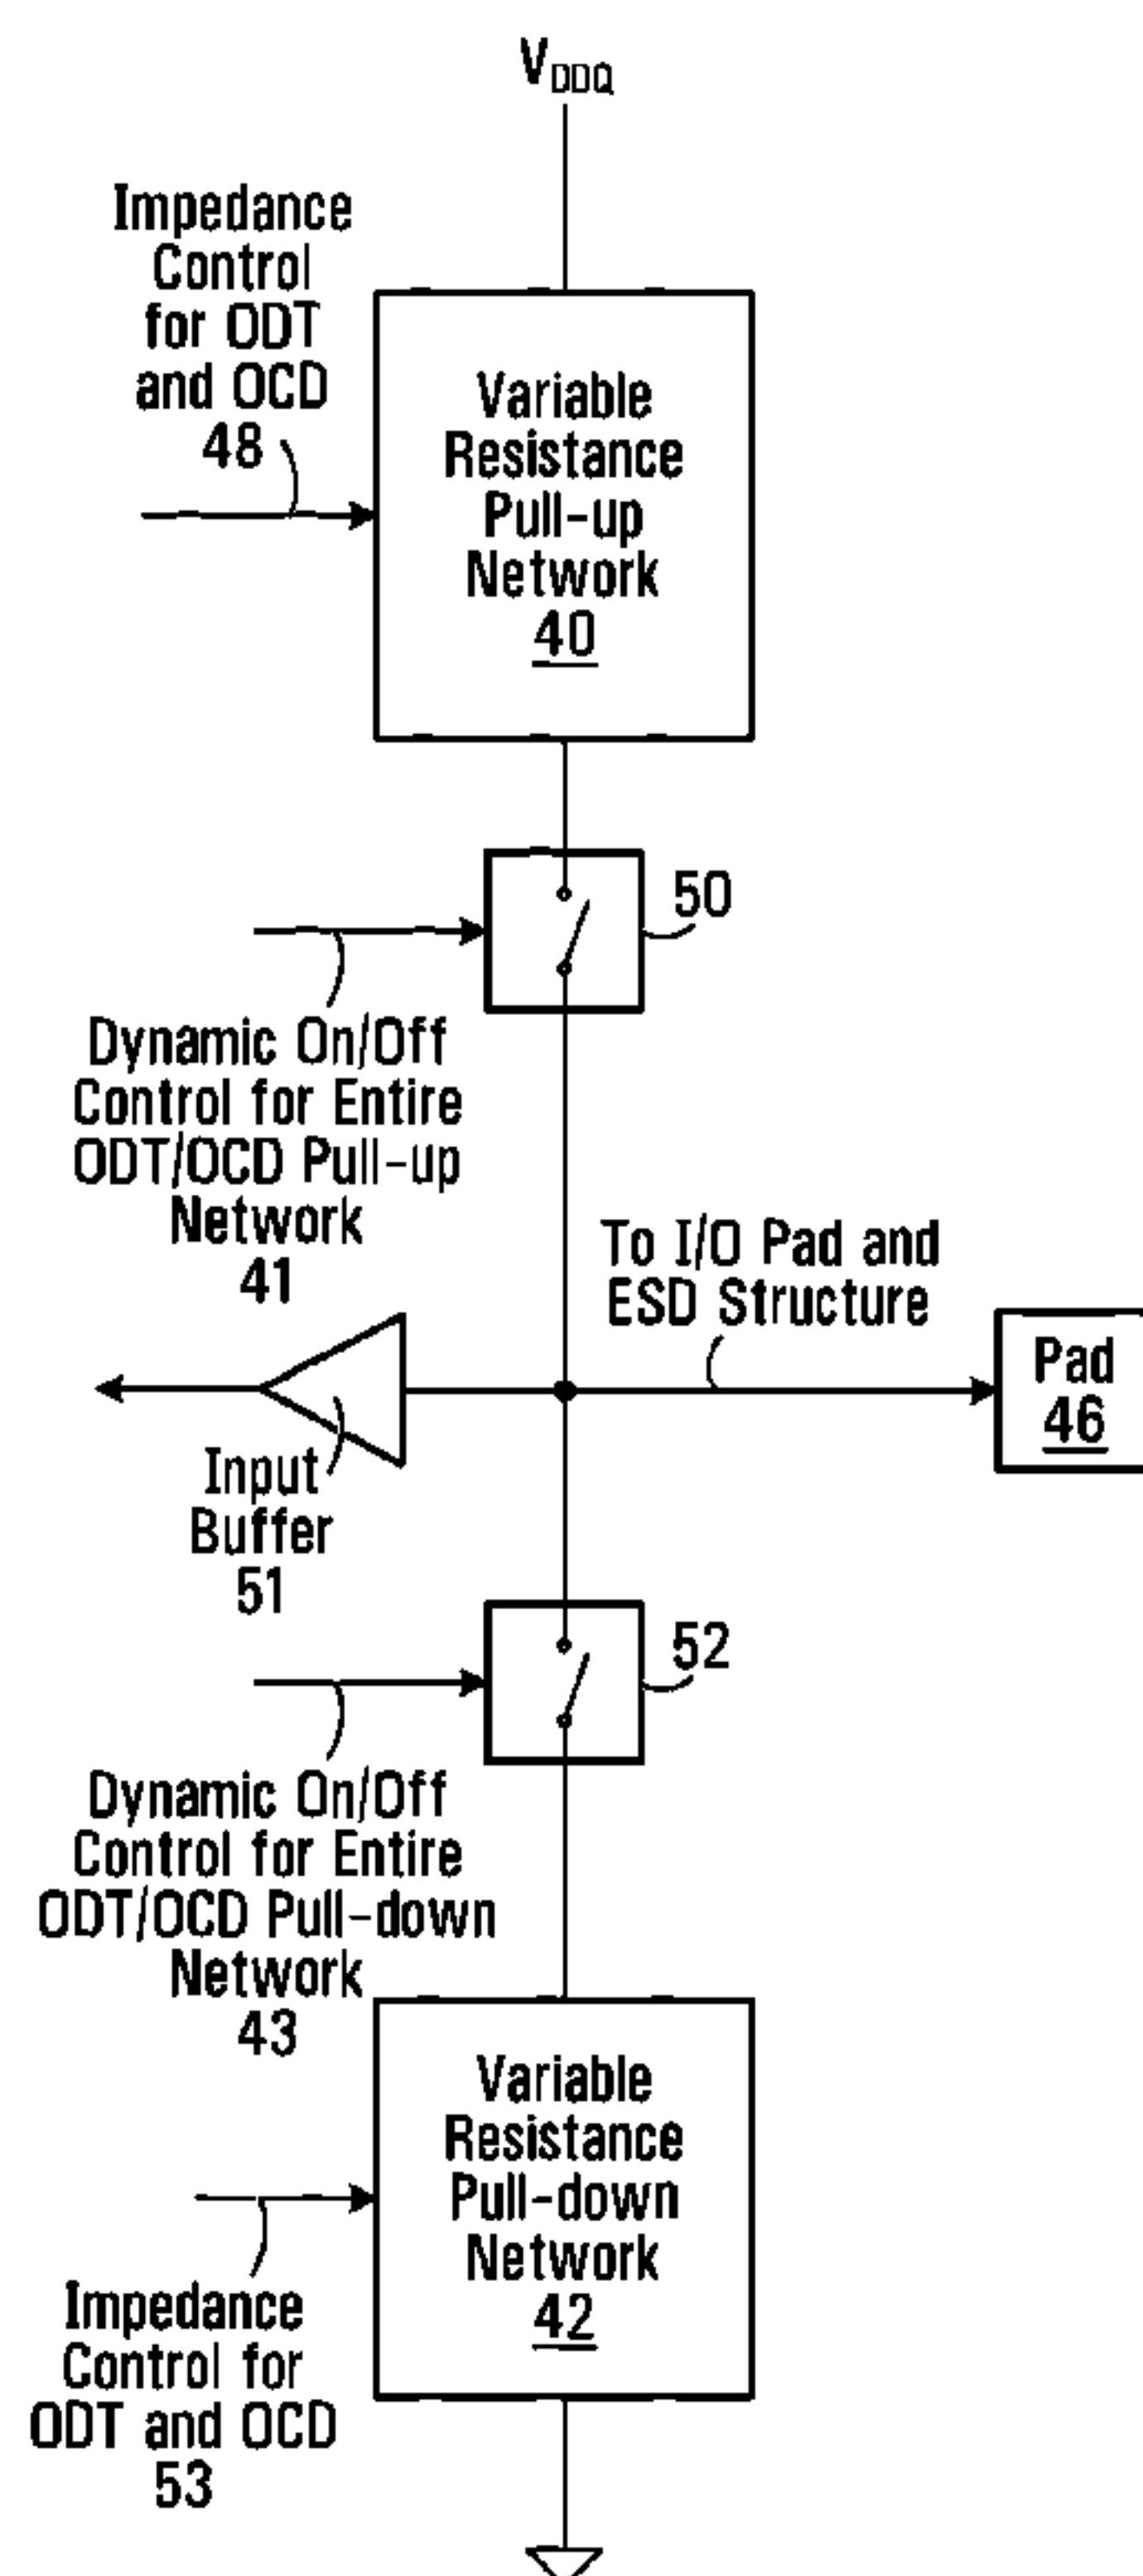 VDDQ
Impedance
Control
for ODT
and OCD
48
Variable
Resistance
Pull-up
Network
40
50
Dynamic On/Off
Control for Entire
ODT/OCD Pull-up
Network
41
To I/O Pad and
ESD Structure
Pad
46
Input
Buffer
51
52
Dynamic On/Off
Control for Entire
ODT/OCD Pull-down
Network
43
Variable
Resistance
Pull-down
Network
42
Impedance
Control for
ODT and OCD
53